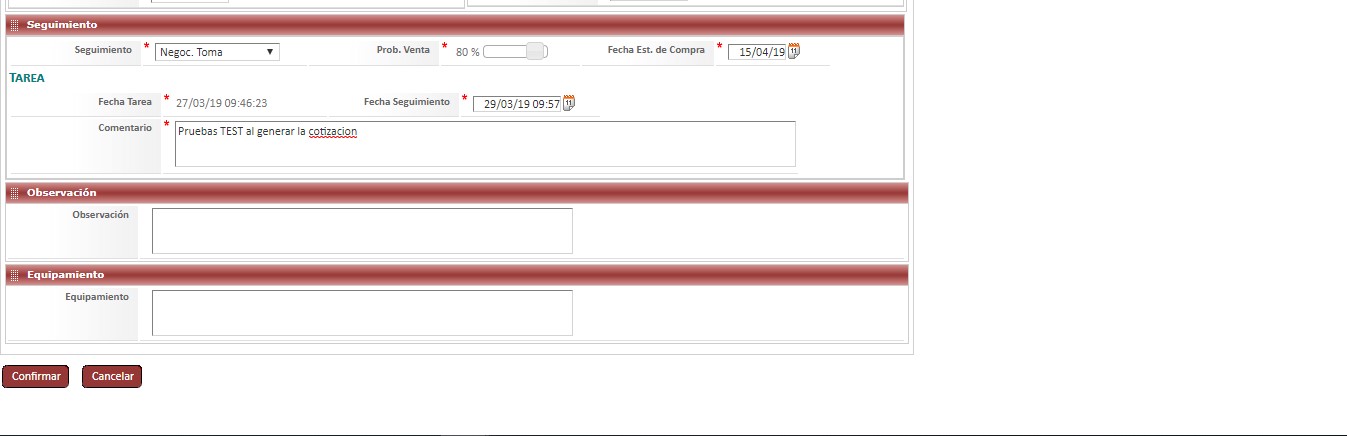 Seguimiento
Seguimiento * Negoc. Toma Prob. Venta * 80 % Fecha Est. de Compra * 15/04/19
TAREA
Fecha Tarea * 27/03/19 09:46:23 Fecha Seguimiento * 29/03/19 09:57
Comentario * Pruebas TEST al generar la cotizacion
Observación
Observación
Equipamiento
Equipamiento
Confirmar Cancelar